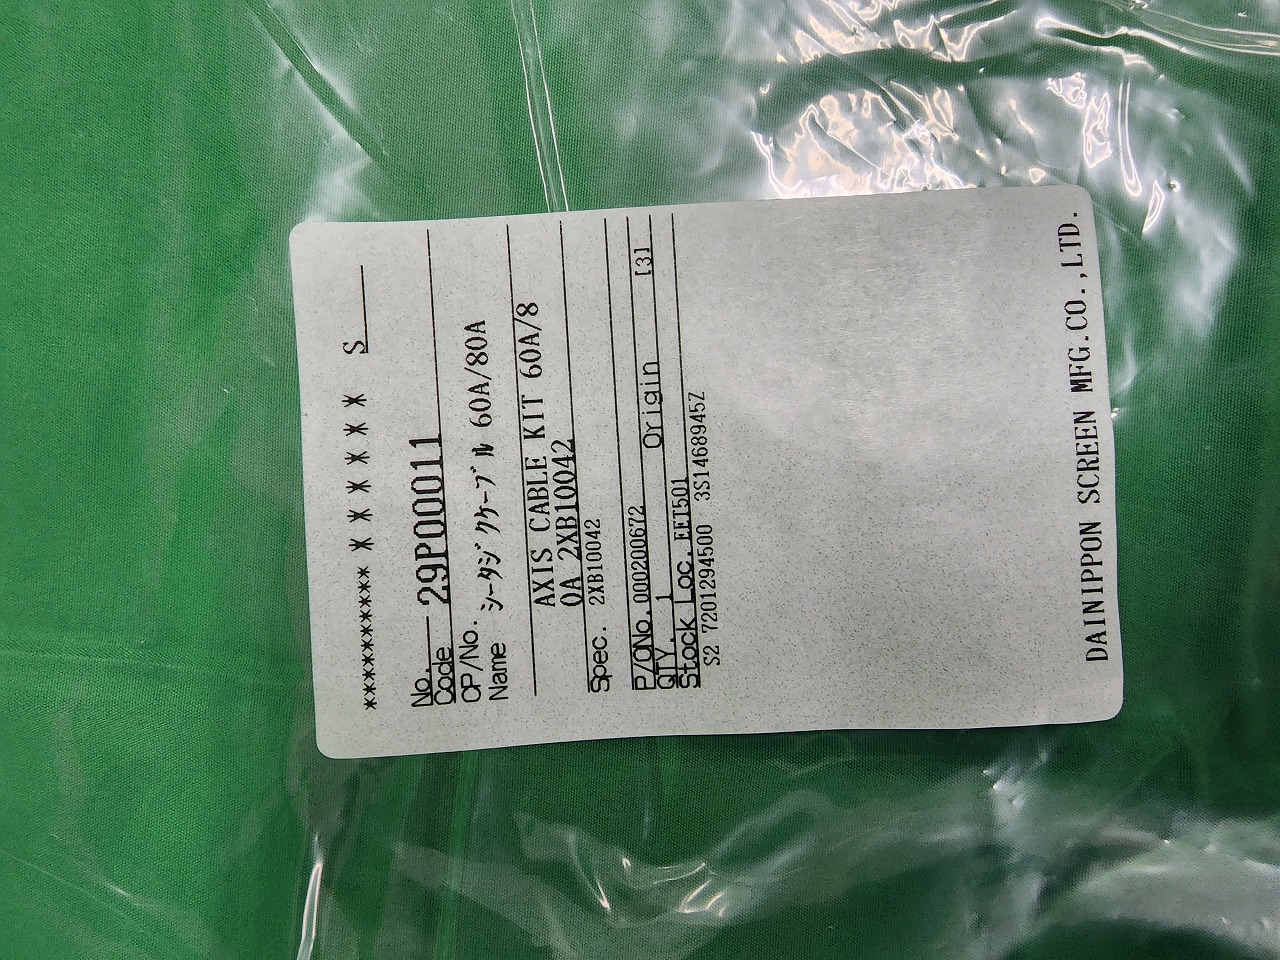 ********* * * * * * * S
No.
Code 29P00011
CP/No.
Name シータジクケーブル 60A/80A
AXIS CABLE KIT 60A/8
0A 2XB10042
Spec. 2XB10042
P/ONo. 000200672
QTY. 1 Origin [3]
Stock Loc. EET501
S2 7201294500 3S1468945Z
DAINIPPON SCREEN MFG.CO.,LTD.